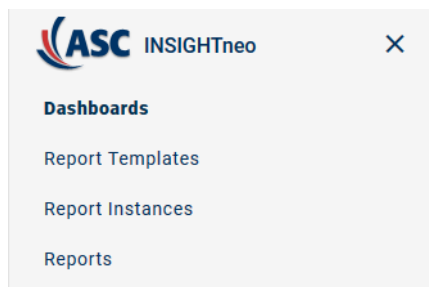 ASC INSIGHTneo
Dashboards
Report Templates
Report Instances
Reports